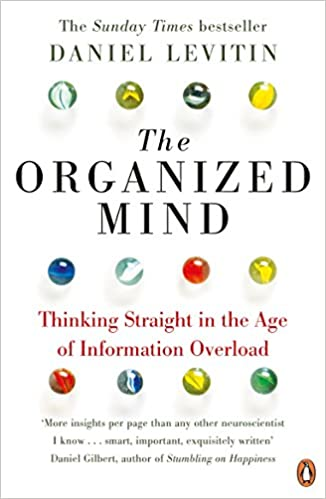 The Sunday Times bestseller
DANIEL LEVITIN
The
ORGANIZED
MIND
Thinking Straight in the Age
of Information Overload
‘More insights per page than any other neuroscientist
I know . . . smart, important, exquisitely written’
Daniel Gilbert, author of Stumbling on Happiness